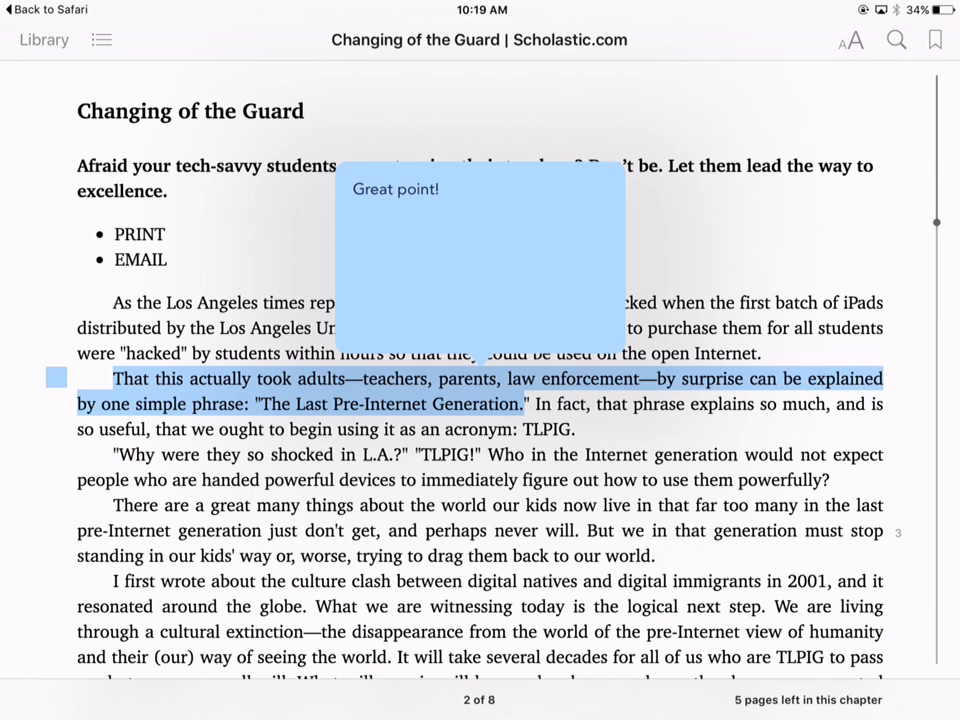 Back to Safari
10:19 AM
34%
Library
Changing of the Guard | Scholastic.com
AA
Changing of the Guard
Afraid your tech-savvy students be. Let them lead the way to
Great point!
excellence.
• PRINT
• EMAIL
As the Los Angeles times when the first batch of iPads
distributed by the Los Angeles to purchase them for all students
were "hacked" by students within hours so that they could be used on the open Internet.
That this actually took adults—teachers, parents, law enforcement—by surprise can be explained
by one simple phrase: "The Last Pre-Internet Generation." In fact, that phrase explains so much, and is
so useful, that we ought to begin using it as an acronym: TLPIG.
"Why were they so shocked in L.A.?" "TLPIG!" Who in the Internet generation would not expect
people who are handed powerful devices to immediately figure out how to use them powerfully?
There are a great many things about the world our kids now live in that far too many in the last
pre-Internet generation just don't get, and perhaps never will. But we in that generation must stop
3
standing in our kids' way or, worse, trying to drag them back to our world.
I first wrote about the culture clash between digital natives and digital immigrants in 2001, and it
resonated around the globe. What we are witnessing today is the logical next step. We are living
through a cultural extinction—the disappearance from the world of the pre-Internet view of humanity
and their (our) way of seeing the world. It will take several decades for all of us who are TLPIG to pass
2 of 8
5 pages left in this chapter